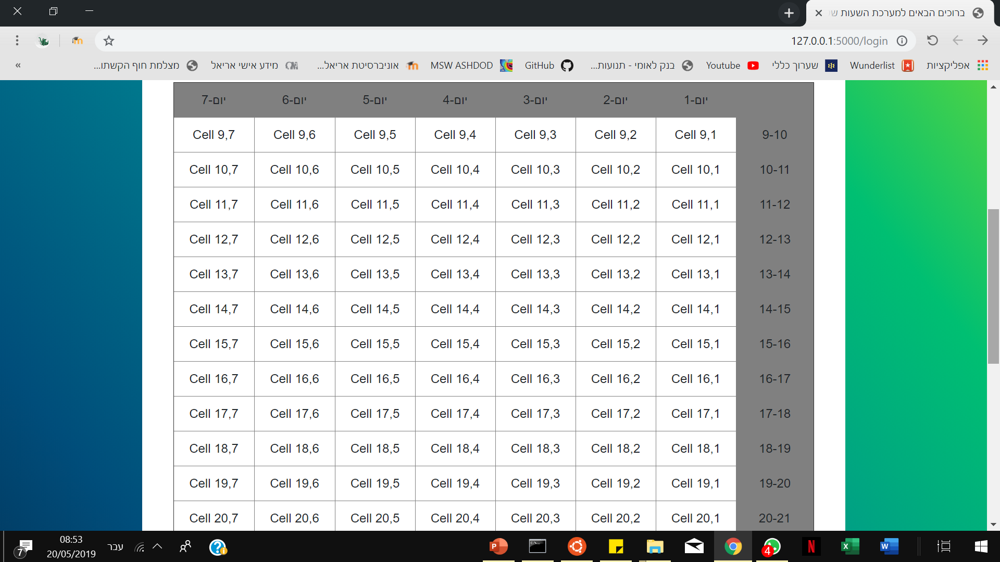 ברוכים הבאים למערכת השעות ש
127.0.0.1:5000/login
אפליקציות Wunderlist שערוך כללי Youtube בנק לאומי - תנועות... GitHub MSW ASHDOD אוניברסיטת אריאל... מידע אישי אריאל מצלמת חוף הקשתו... «
יום-1 יום-2 יום-3 יום-4 יום-5 יום-6 יום-7
9-10 Cell 9,1 Cell 9,2 Cell 9,3 Cell 9,4 Cell 9,5 Cell 9,6 Cell 9,7
10-11 Cell 10,1 Cell 10,2 Cell 10,3 Cell 10,4 Cell 10,5 Cell 10,6 Cell 10,7
11-12 Cell 11,1 Cell 11,2 Cell 11,3 Cell 11,4 Cell 11,5 Cell 11,6 Cell 11,7
12-13 Cell 12,1 Cell 12,2 Cell 12,3 Cell 12,4 Cell 12,5 Cell 12,6 Cell 12,7
13-14 Cell 13,1 Cell 13,2 Cell 13,3 Cell 13,4 Cell 13,5 Cell 13,6 Cell 13,7
14-15 Cell 14,1 Cell 14,2 Cell 14,3 Cell 14,4 Cell 14,5 Cell 14,6 Cell 14,7
15-16 Cell 15,1 Cell 15,2 Cell 15,3 Cell 15,4 Cell 15,5 Cell 15,6 Cell 15,7
16-17 Cell 16,1 Cell 16,2 Cell 16,3 Cell 16,4 Cell 16,5 Cell 16,6 Cell 16,7
17-18 Cell 17,1 Cell 17,2 Cell 17,3 Cell 17,4 Cell 17,5 Cell 17,6 Cell 17,7
18-19 Cell 18,1 Cell 18,2 Cell 18,3 Cell 18,4 Cell 18,5 Cell 18,6 Cell 18,7
19-20 Cell 19,1 Cell 19,2 Cell 19,3 Cell 19,4 Cell 19,5 Cell 19,6 Cell 19,7
20-21 Cell 20,1 Cell 20,2 Cell 20,3 Cell 20,4 Cell 20,5 Cell 20,6 Cell 20,7
4
עבר
08:53
20/05/2019
7